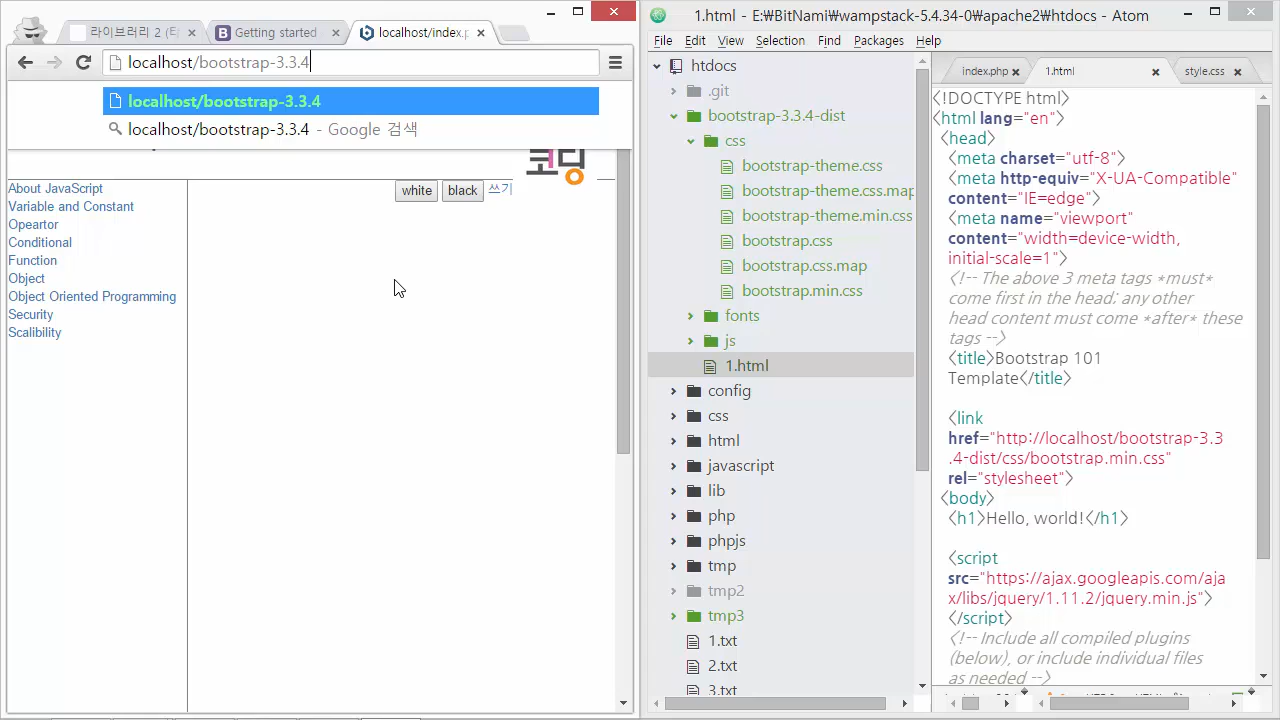 라이브러리 2 (티
Getting started
localhost/index.p
localhost/bootstrap-3.3.4
localhost/bootstrap-3.3.4
localhost/bootstrap-3.3.4 - Google 검색
코딩
About JavaScript
Variable and Constant
Opeartor
Conditional
Function
Object
Object Oriented Programming
Security
Scalibility
white
black
쓰기
1.html - E:₩BitNami₩wampstack-5.4.34-0₩apache2₩htdocs - Atom
File Edit View Selection Find Packages Help
htdocs
.git
bootstrap-3.3.4-dist
css
bootstrap-theme.css
bootstrap-theme.css.map
bootstrap-theme.min.css
bootstrap.css
bootstrap.css.map
bootstrap.min.css
fonts
js
1.html
config
css
html
javascript
lib
php
phpjs
tmp
tmp2
tmp3
1.txt
2.txt
3.txt
index.php
1.html
style.css
<!DOCTYPE html>
<html lang="en">
<head>
<meta charset="utf-8">
<meta http-equiv="X-UA-Compatible"
content="IE=edge">
<meta name="viewport"
content="width=device-width,
initial-scale=1">
<!-- The above 3 meta tags *must*
come first in the head; any other
head content must come *after* these
tags -->
<title>Bootstrap 101
Template</title>
<link
href="http://localhost/bootstrap-3.3
.4-dist/css/bootstrap.min.css"
rel="stylesheet">
<body>
<h1>Hello, world!</h1>
<script
src="https://ajax.googleapis.com/aja
x/libs/jquery/1.11.2/jquery.min.js">
</script>
<!-- Include all compiled plugins
(below), or include individual files
as needed -->